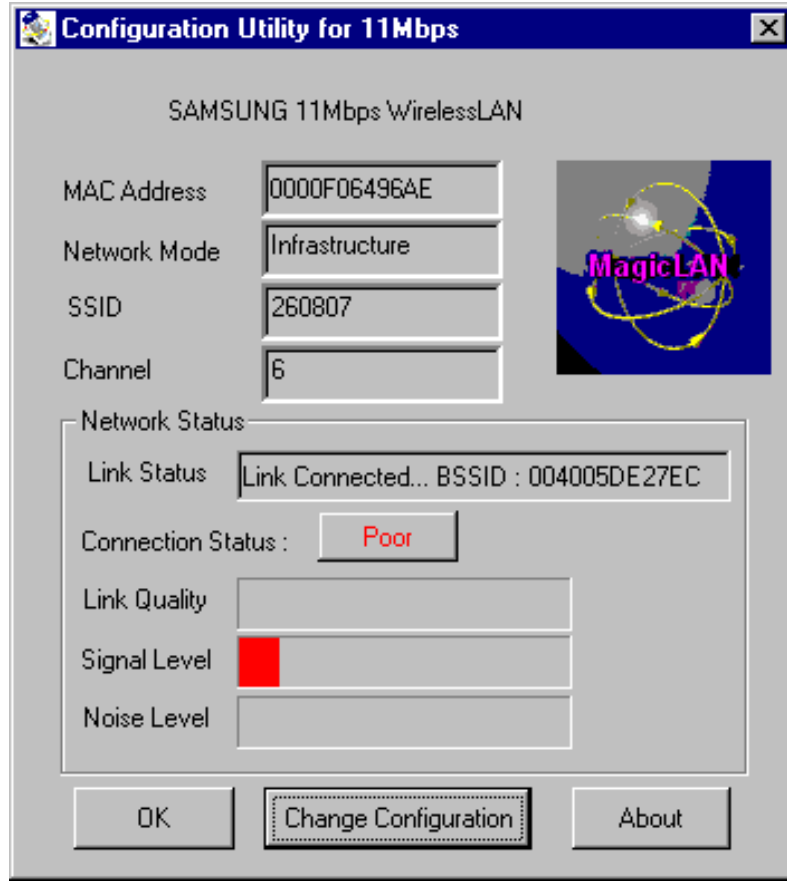 Configuration Utility for 11Mbps
SAMSUNG 11Mbps WirelessLAN
MAC Address 0000F06496AE
Network Mode Infrastructure
SSID 260807
Channel 6
MagicLAN
Network Status
Link Status Link Connected... BSSID : 004005DE27EC
Connection Status : Poor
Link Quality
Signal Level
Noise Level
OK Change Configuration About